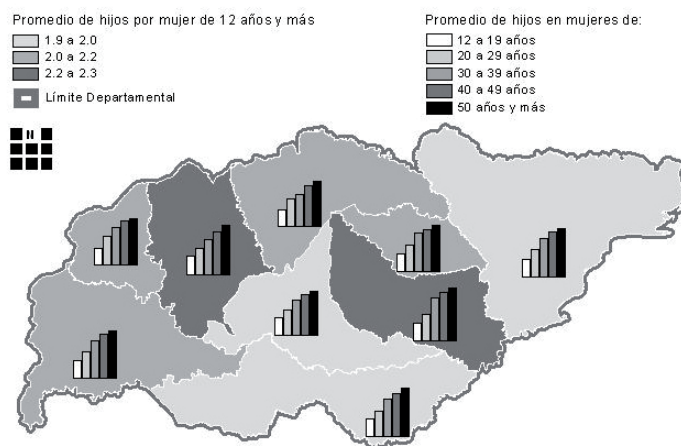 Promedio de hijos por mujer de 12 años y más
1.9 a 2.0
2.0 a 2.2
2.2 a 2.3
Límite Departamental
Promedio de hijos en mujeres de:
12 a 19 años
20 a 29 años
30 a 39 años
40 a 49 años
50 años y más